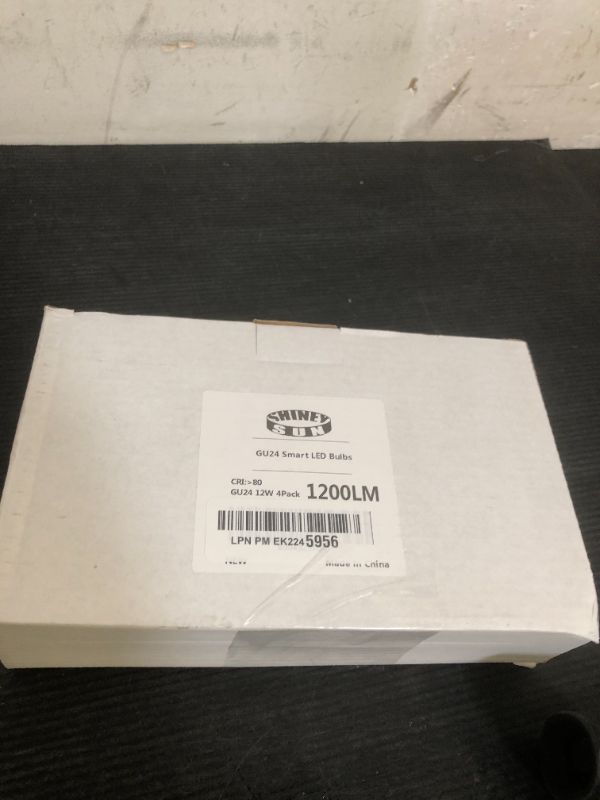 SHINEY
SUN
GU24 Smart LED Bulbs
CRI:>80
GU24 12W 4Pack 1200LM
LPN PM EK2245956
Made in China